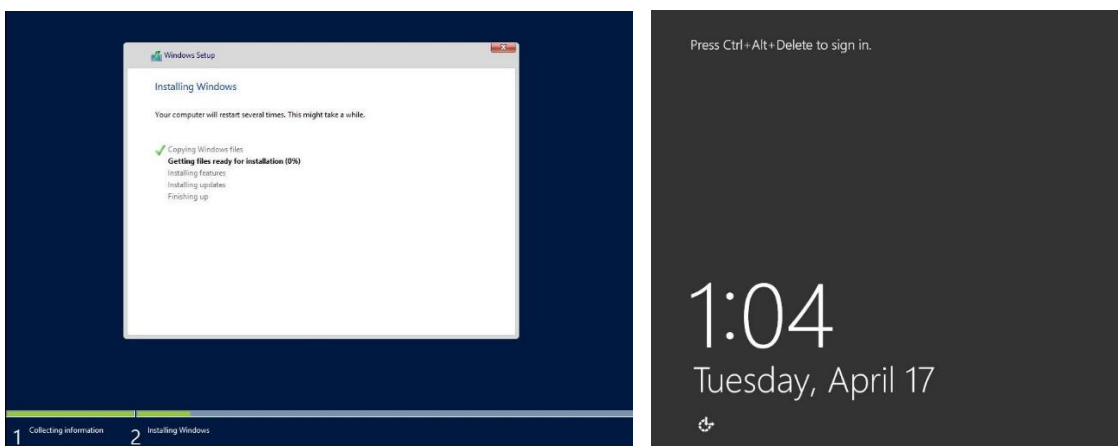 Windows Setup
Installing Windows
Your computer will restart several times. This might take a while.
Copying Windows files
Getting files ready for installation (0%)
Installing features
Installing updates
Finishing up
1 Collecting information
2 Installing Windows
Press Ctrl+Alt+Delete to sign in.
1:04
Tuesday, April 17